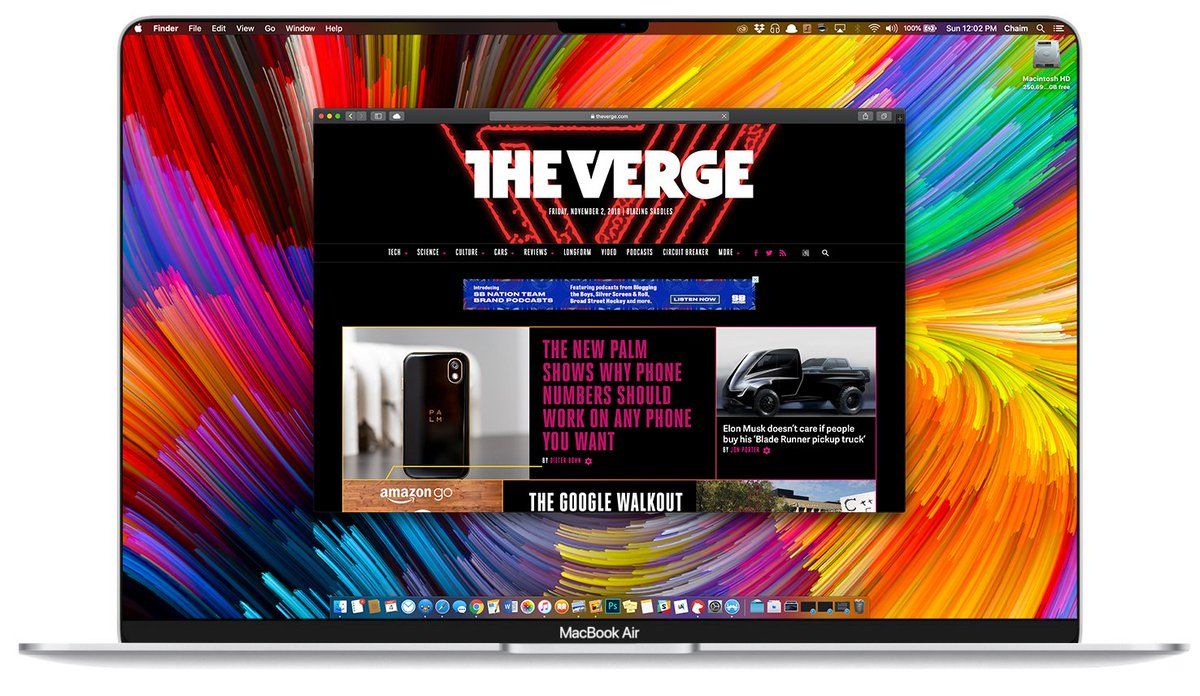 Finder File Edit View Go Window Help
100% Sun 12:02 PM Chaim
Macintosh HD
250.69...GB free
theverge.com
THE VERGE
FRIDAY, NOVEMBER 2, 2018 | BLAZING SADDLES
TECH SCIENCE CULTURE CARS REVIEWS LONGFORM VIDEO PODCASTS CIRCUIT BREAKER MORE
Introducing
SB NATION TEAM
BRAND PODCASTS
Featuring podcasts from Blogging
the Boys, Silver Screen & Roll,
Broad Street Hockey and more.
LISTEN NOW
PA
LM
THE NEW PALM
SHOWS WHY PHONE
NUMBERS SHOULD
WORK ON ANY PHONE
YOU WANT
BY DIETER BOHN
Elon Musk doesn't care if people
buy his 'Blade Runner pickup truck'
BY JON PORTER
amazon go
THE GOOGLE WALKOUT
C++
Ps
MacBook Air